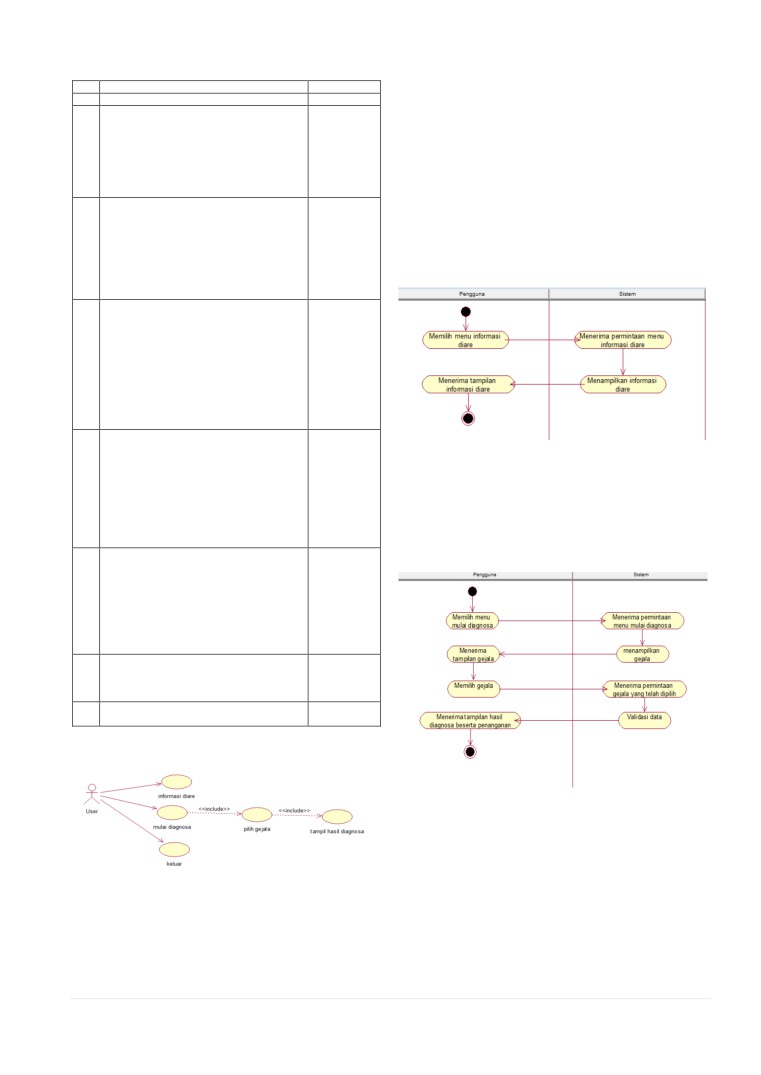 User
informasi diare
mulai diagnosa
<<include>>
pilih gejala
<<include>>
tampil hasil diagnosa
keluar
Pengguna
Sistem
Memilih menu informasi
diare
Menerima permintaan menu
informasi diare
Menerima tampilan
informasi diare
Menampilkan informasi
diare
Pengguna
Sistem
Memilih menu
mulai diagnosa
Menerima permintaan
menu mulai diagnosa
Menerima
tampilan gejala
menampilkan
gejala
Memilih gejala
Menerima permintaan
gejala yang telah dipilih
Menerima tampilan hasil
diagnosa beserta penanganan
Validasi data